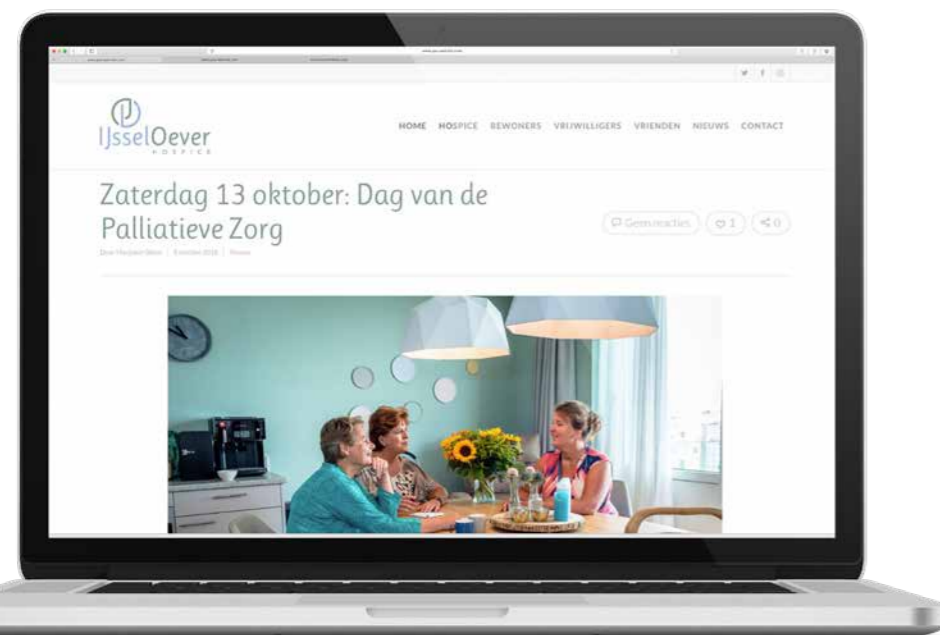 IJsselOever
HOSPICE
HOME HOSPICE BEWONERS VRIJWILLIGERS VRIENDEN NIEUWS CONTACT
Zaterdag 13 oktober: Dag van de
Palliatieve Zorg
Geen reacties 1 0